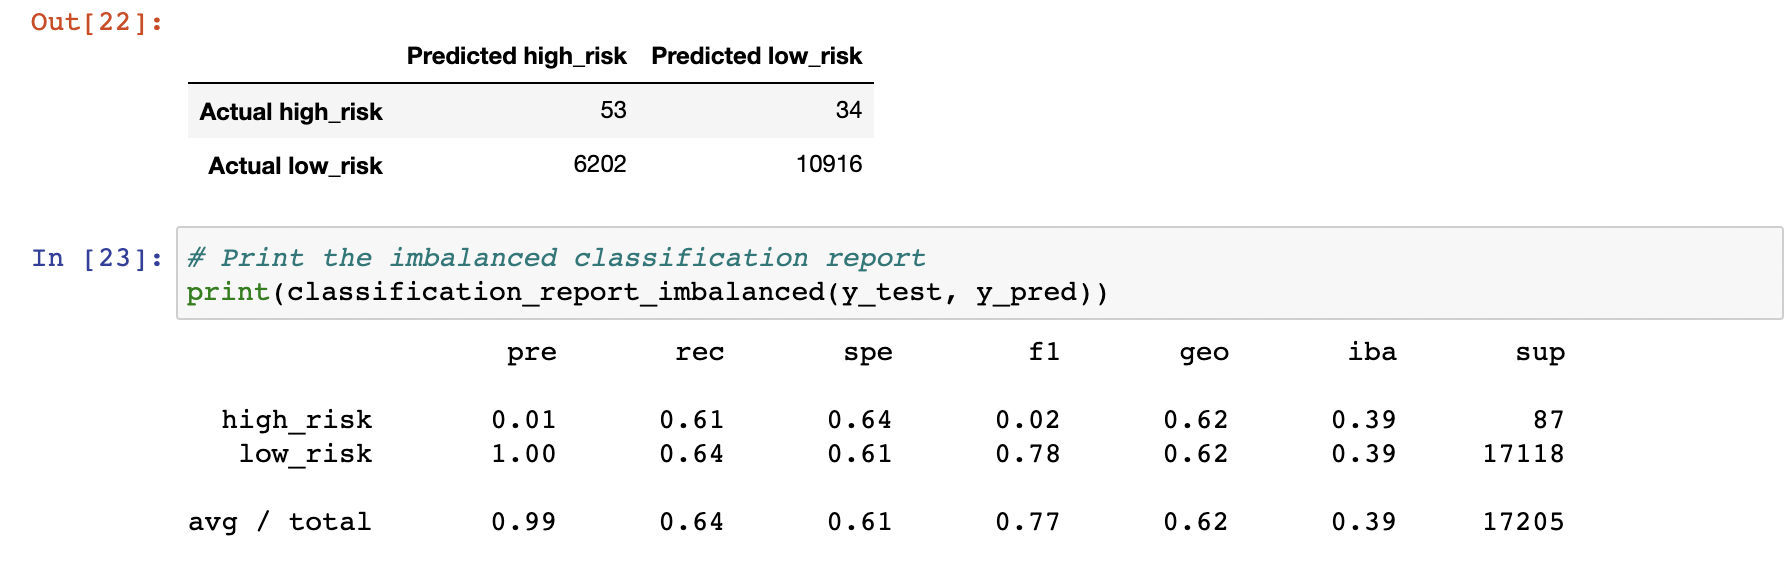 Out[22]:
Predicted high_risk Predicted low_risk
Actual high_risk 53 34
Actual low_risk 6202 10916
In [23]: # Print the imbalanced classification report
print(classification_report_imbalanced(y_test, y_pred))
pre rec spe f1 geo iba sup
high_risk 0.01 0.61 0.64 0.02 0.62 0.39 87
low_risk 1.00 0.64 0.61 0.78 0.62 0.39 17118
avg / total 0.99 0.64 0.61 0.77 0.62 0.39 17205